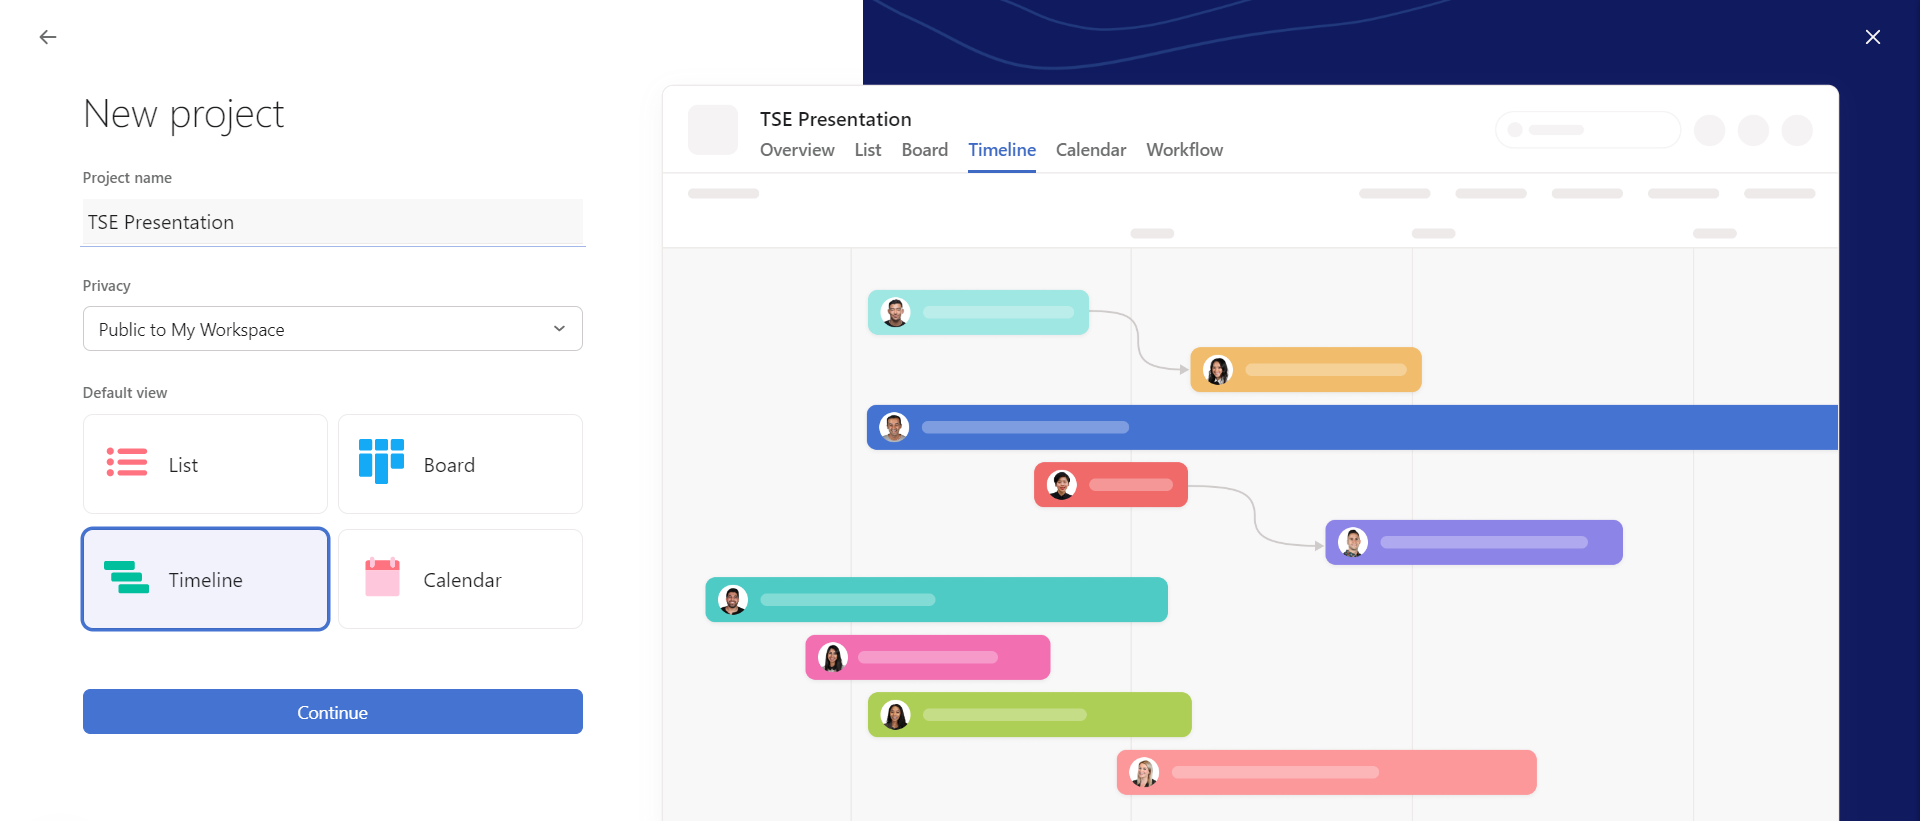 New project
Project name
TSE Presentation
Privacy
Public to My Workspace
Default view
List
Board
Timeline
Calendar
Continue
TSE Presentation
Overview List Board Timeline Calendar Workflow